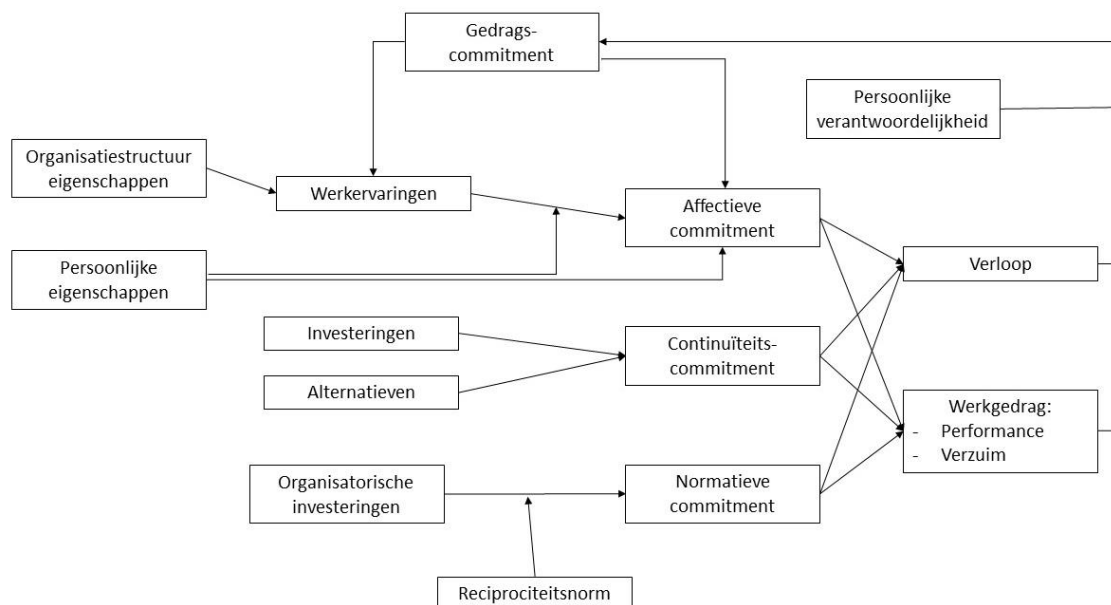 Gedrags-
commitment
Persoonlijke
verantwoordelijkheid
Organisatiestructuur
eigenschappen
Werkervaringen
Affectieve
commitment
Persoonlijke
eigenschappen
Verloop
Investeringen
Continuïteits-
commitment
Alternatieven
Werkgedrag:
- Performance
- Verzuim
Organisatorische
investeringen
Normatieve
commitment
Reciprociteitsnorm